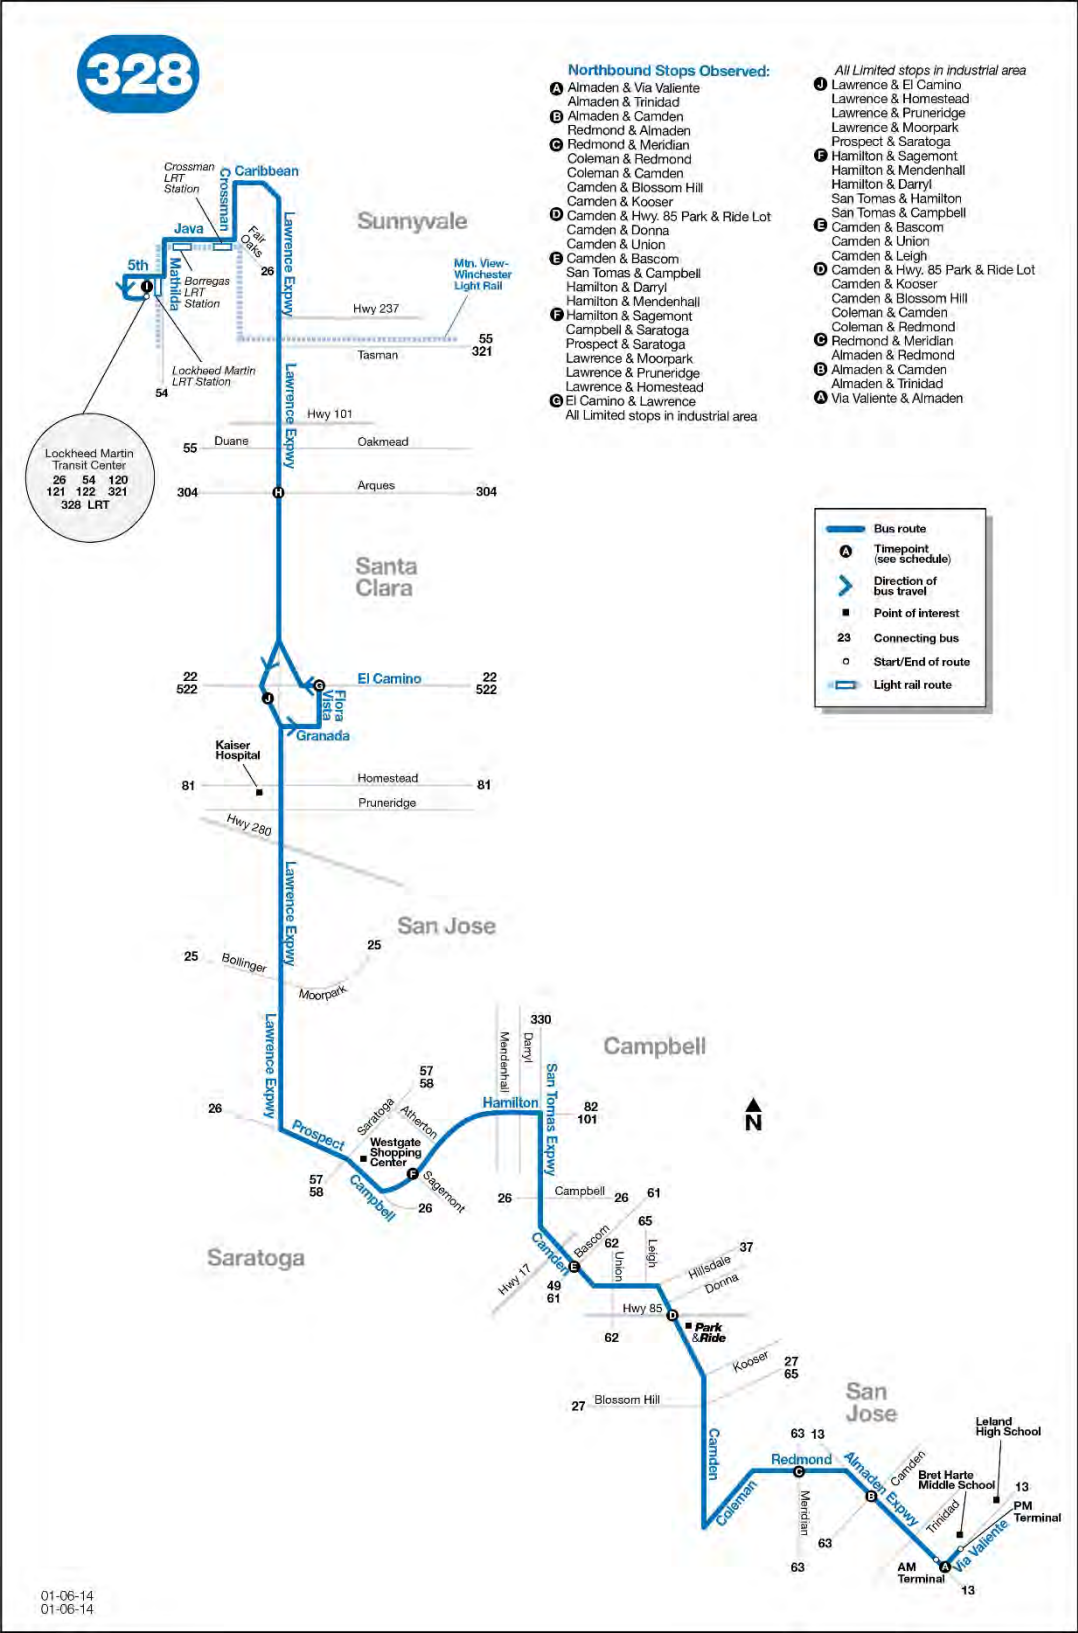 328
Northbound Stops Observed:
A Almaden & Via Valiente
Almaden & Trinidad
B Almaden & Camden
Redmond & Almaden
C Redmond & Meridian
Coleman & Redmond
Coleman & Camden
Camden & Blossom Hill
Camden & Kooser
D Camden & Hwy. 85 Park & Ride Lot
Camden & Donna
Camden & Union
E Camden & Bascom
San Tomas & Campbell
Hamilton & Darryl
Hamilton & Mendenhall
F Hamilton & Sagemont
Campbell & Saratoga
Prospect & Saratoga
Lawrence & Moorpark
Lawrence & Pruneridge
Lawrence & Homestead
G El Camino & Lawrence
All Limited stops in industrial area
All Limited stops in industrial area
J Lawrence & El Camino
Lawrence & Homestead
Lawrence & Pruneridge
Lawrence & Moorpark
Prospect & Saratoga
F Hamilton & Sagemont
Hamilton & Mendenhall
Hamilton & Darryl
San Tomas & Hamilton
San Tomas & Campbell
E Camden & Bascom
Camden & Union
Camden & Leigh
D Camden & Hwy. 85 Park & Ride Lot
Camden & Kooser
Camden & Blossom Hill
Coleman & Camden
Coleman & Redmond
C Redmond & Meridian
Almaden & Redmond
B Almaden & Camden
Almaden & Trinidad
A Via Valiente & Almaden
Bus route
A Timepoint
(see schedule)
Direction of
bus travel
Point of interest
23 Connecting bus
Start/End of route
Light rail route
Crossman
LRT
Station
Crossman
Caribbean
Java
Fair
Oaks
26
Lawrence Expwy
Sunnyvale
5th
I
Mathilda
Borregas
LRT
Station
Mtn. View-
Winchester
Light Rail
Hwy 237
55
321
Tasman
Lockheed Martin
LRT Station
54
Lawrence Expwy
Hwy 101
55 Duane
Oakmead
Lockheed Martin
Transit Center
26 54 120
121 122 321
328 LRT
304
H
Arques
304
Santa
Clara
22
522
J
G
El Camino
22
522
Flora
Vista
Granada
Kaiser
Hospital
81
Homestead
81
Pruneridge
Hwy 280
Lawrence Expwy
San Jose
25
Bollinger
Moorpark
25
Lawrence Expwy
26
Prospect
57
58
Saratoga
57
58
Atherton
Westgate
Shopping
Center
F
Sagemont
Campbell
26
Saratoga
Mendenhall
Darryl
330
Campbell
Hamilton
San Tomas Expwy
82
101
26
Campbell
26
61
Camden
Bascom
E
Hwy 17
49
61
62
Union
62
65
Leigh
Hillsdale
37
Donna
Hwy 85
D
Park
&Ride
Kooser
27
65
27
Blossom Hill
N
San
Jose
Camden
Coleman
63
Redmond
C
Meridian
63
13
Almaden Expwy
B
Camden
63
Leland
High School
Bret Harte
Middle School
13
Trinidad
PM
Terminal
Via Valiente
AM
Terminal
A
13
01-06-14
01-06-14